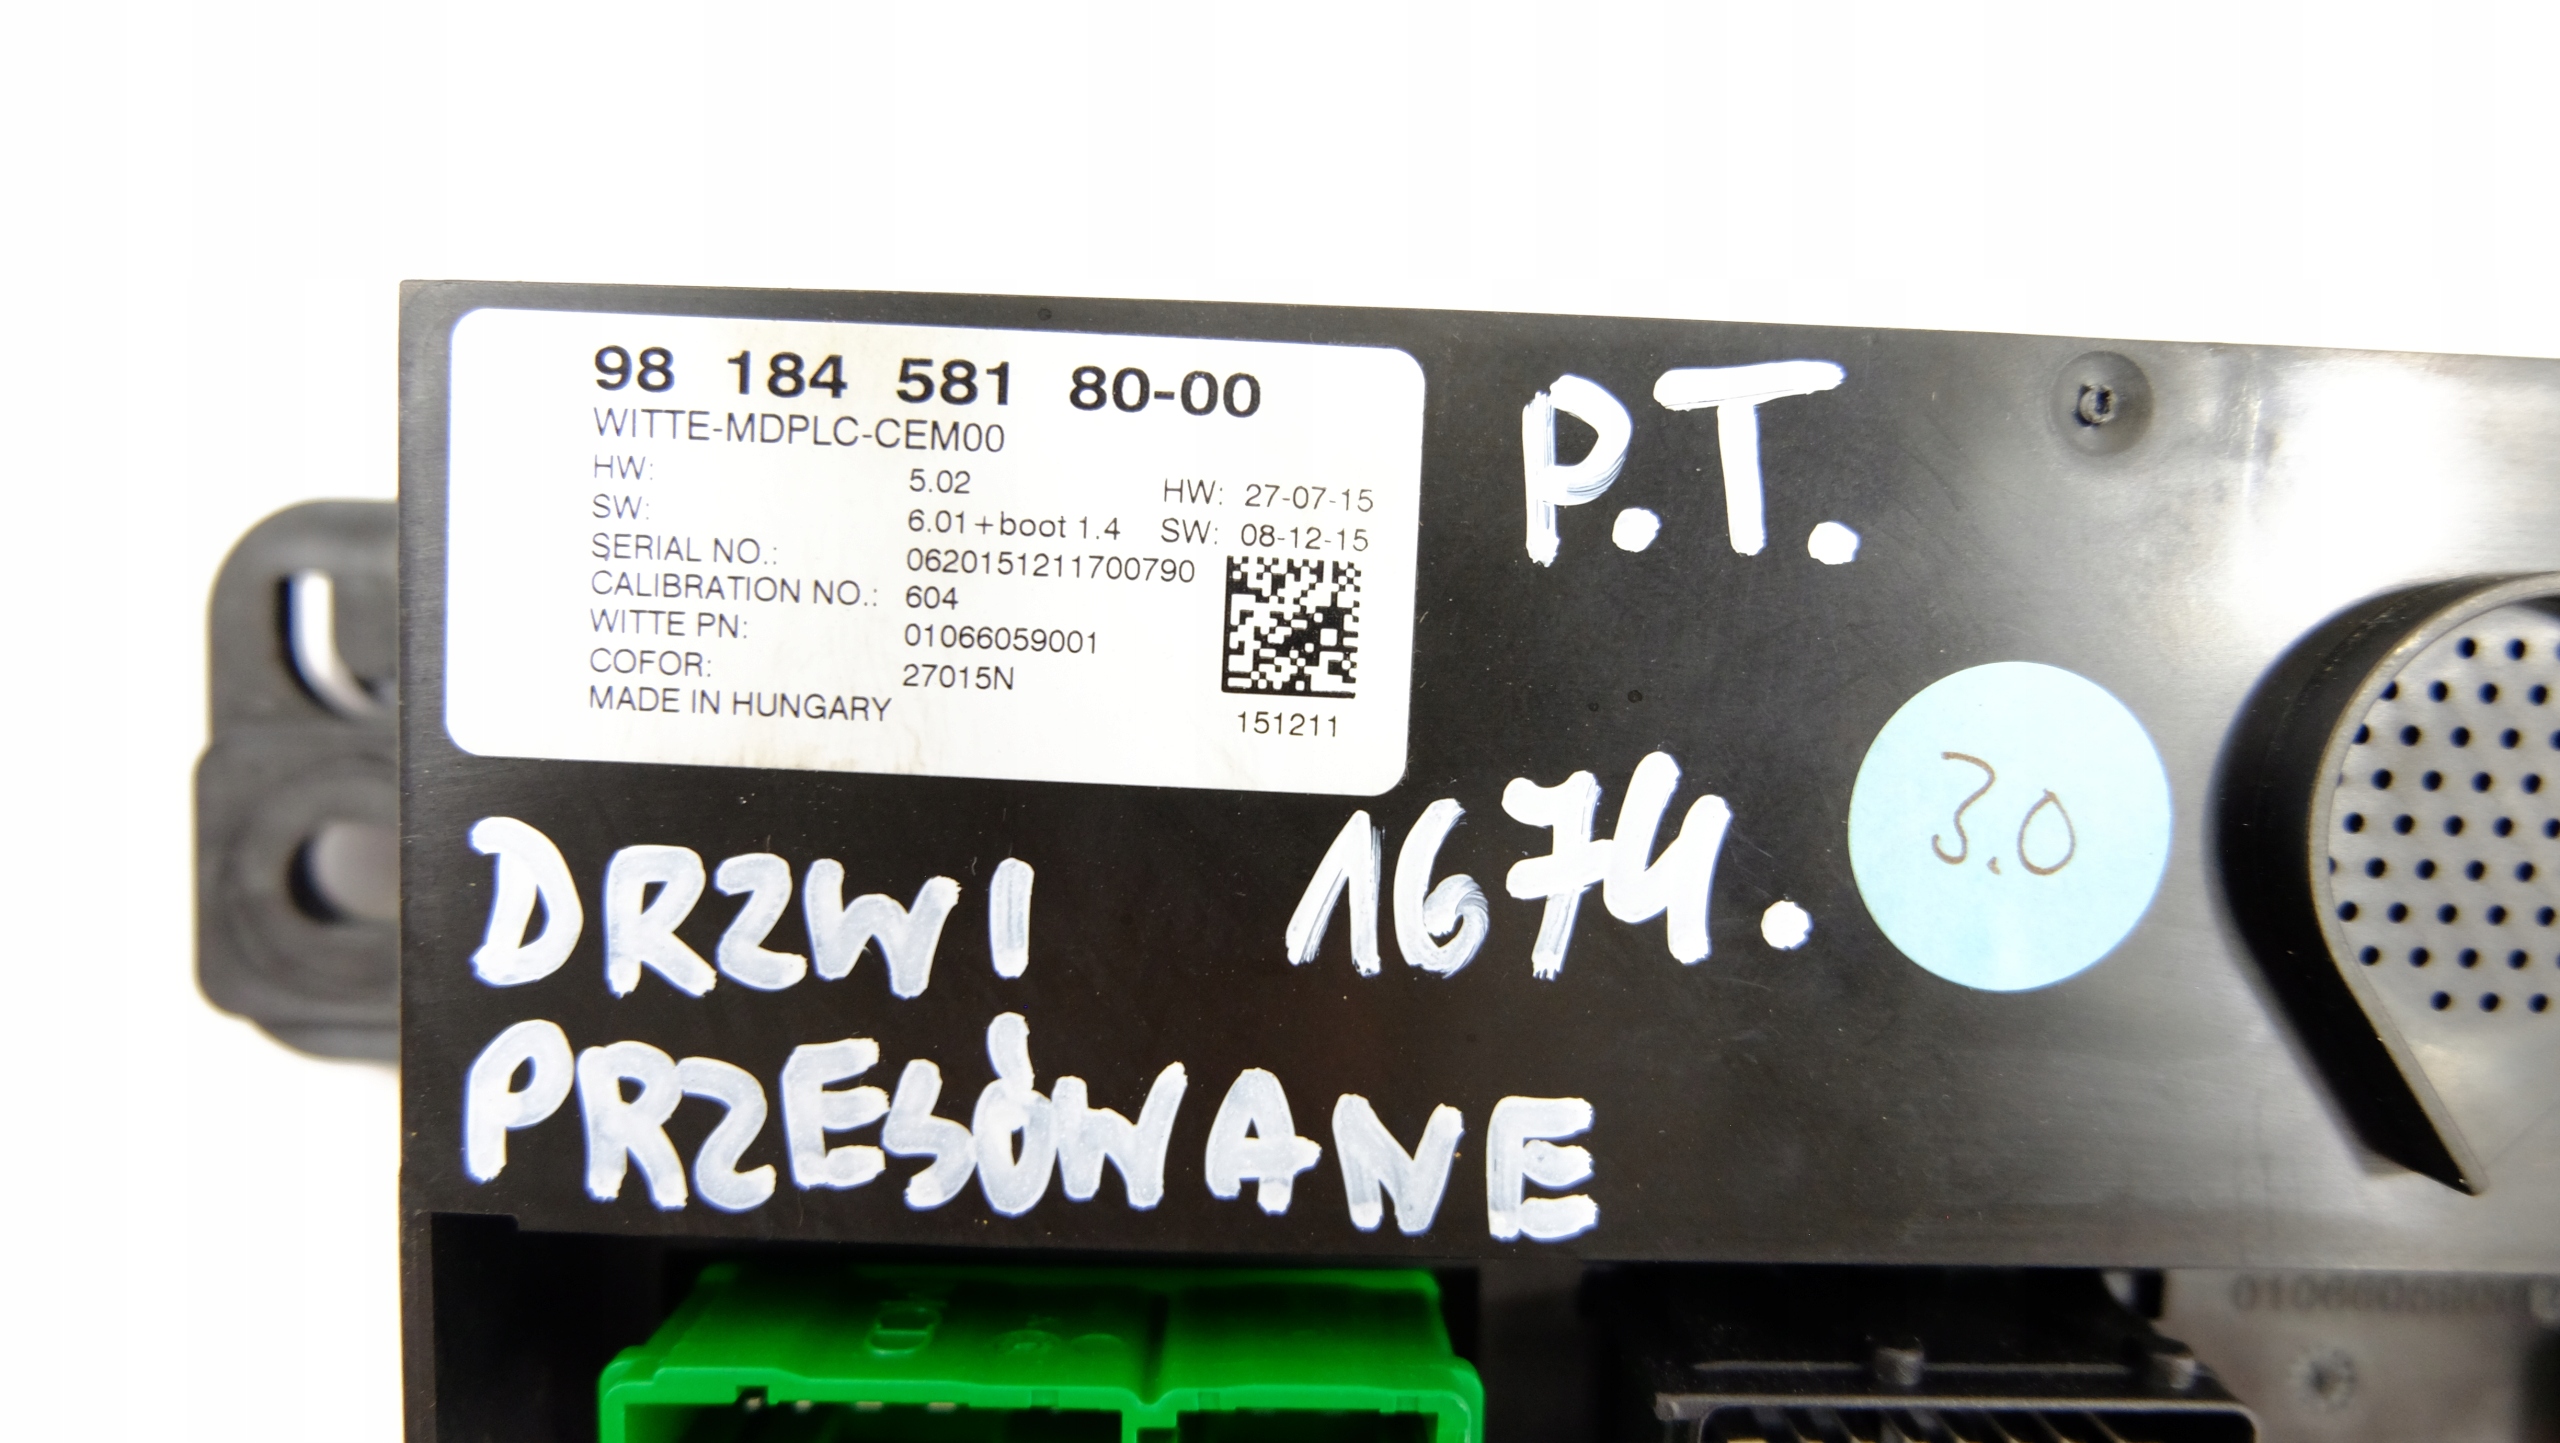 98 184 581 80-00
WITTE-MDPLC-CEM00
HW: 5.02 HW: 27-07-15
SW: 6.01+boot 1.4 SW: 08-12-15
SERIAL NO.: 0620151211700790
CALIBRATION NO.: 604
WITTE PN: 01066059001
COFOR: 27015N
MADE IN HUNGARY
151211
P.T.
DRZWI 1674.
PRZESÓWANE
3.0